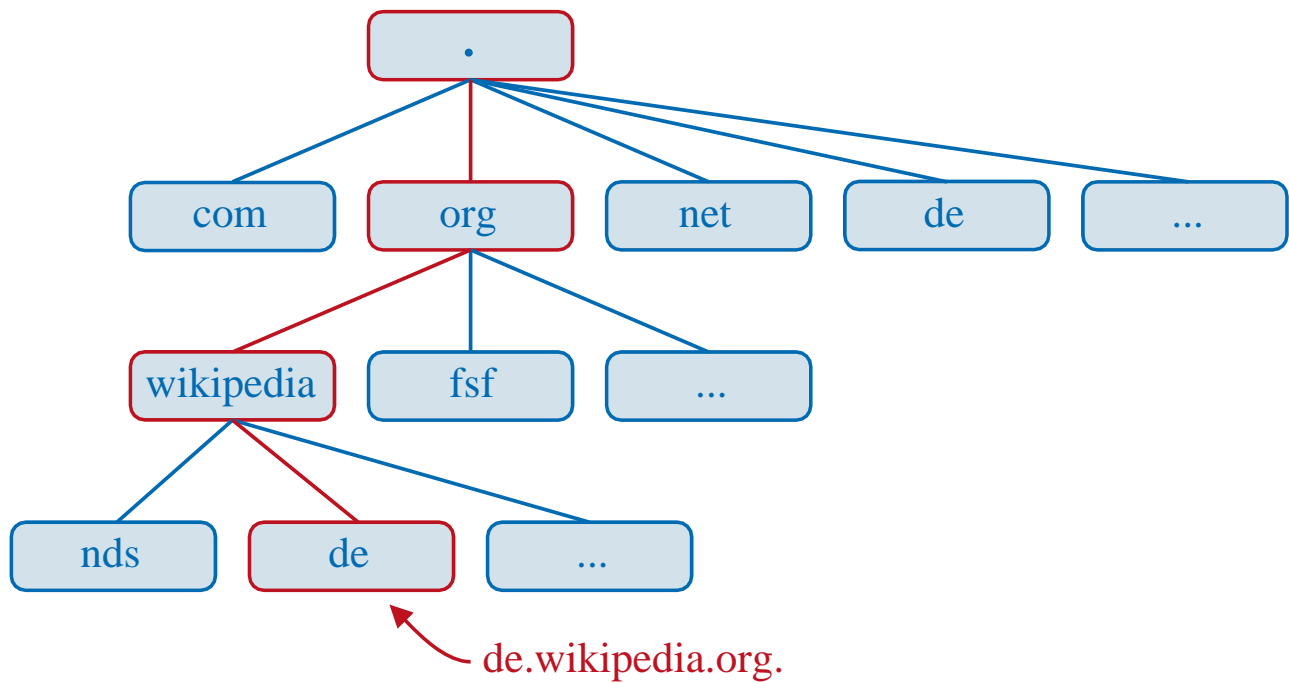 .
com org net de ...
wikipedia fsf ...
nds de ...
de.wikipedia.org.